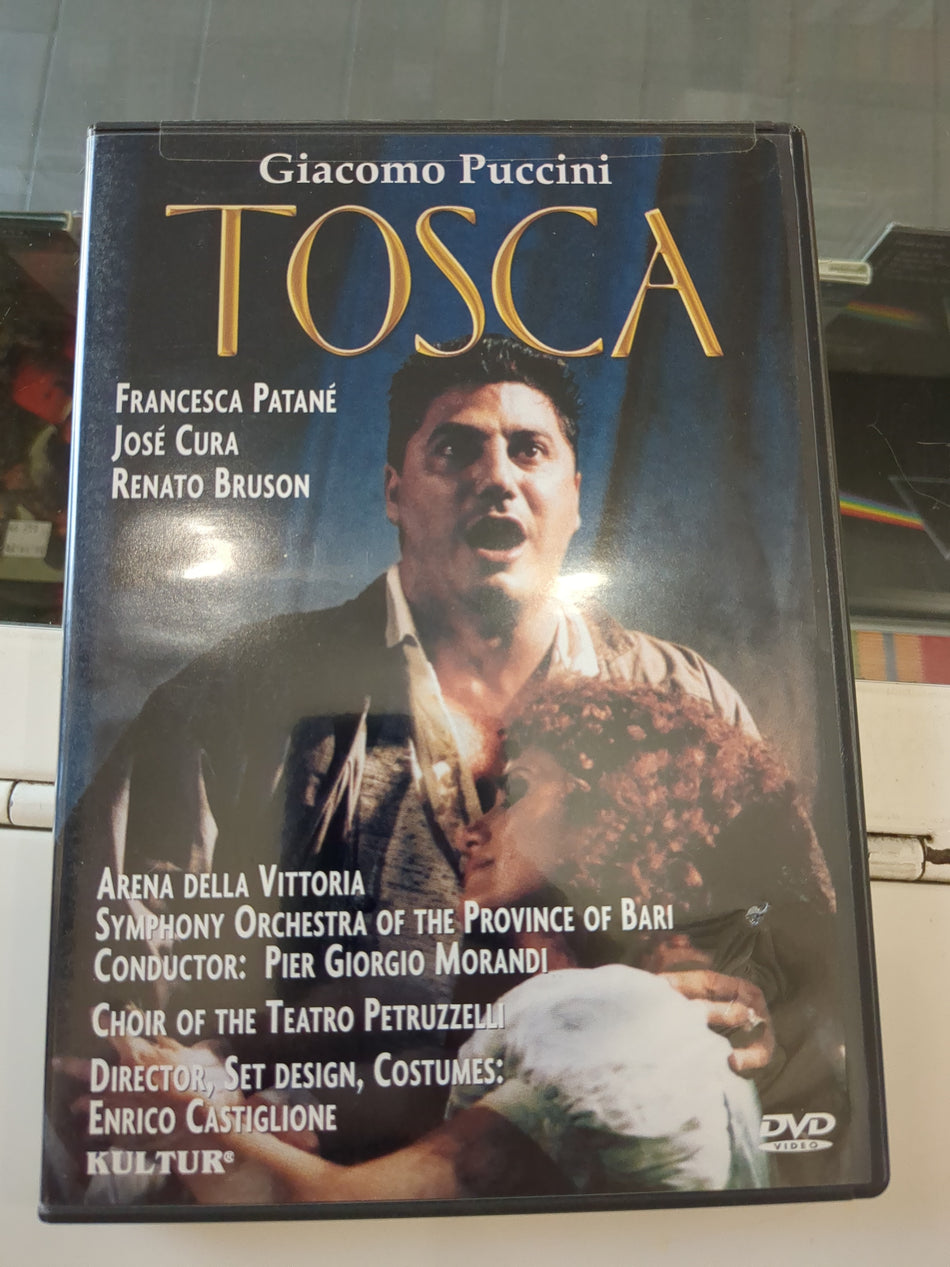 Giacomo Puccini
TOSCA
FRANCESCA PATANÉ
JOSÉ CURA
RENATO BRUSON
ARENA DELLA VITTORIA
SYMPHONY ORCHESTRA OF THE PROVINCE OF BARI
CONDUCTOR: PIER GIORGIO MORANDI
CHOIR OF THE TEATRO PETRUZZELLI
DIRECTOR, SET DESIGN, COSTUMES:
ENRICO CASTIGLIONE
KULTUR®
DVD
VIDEO